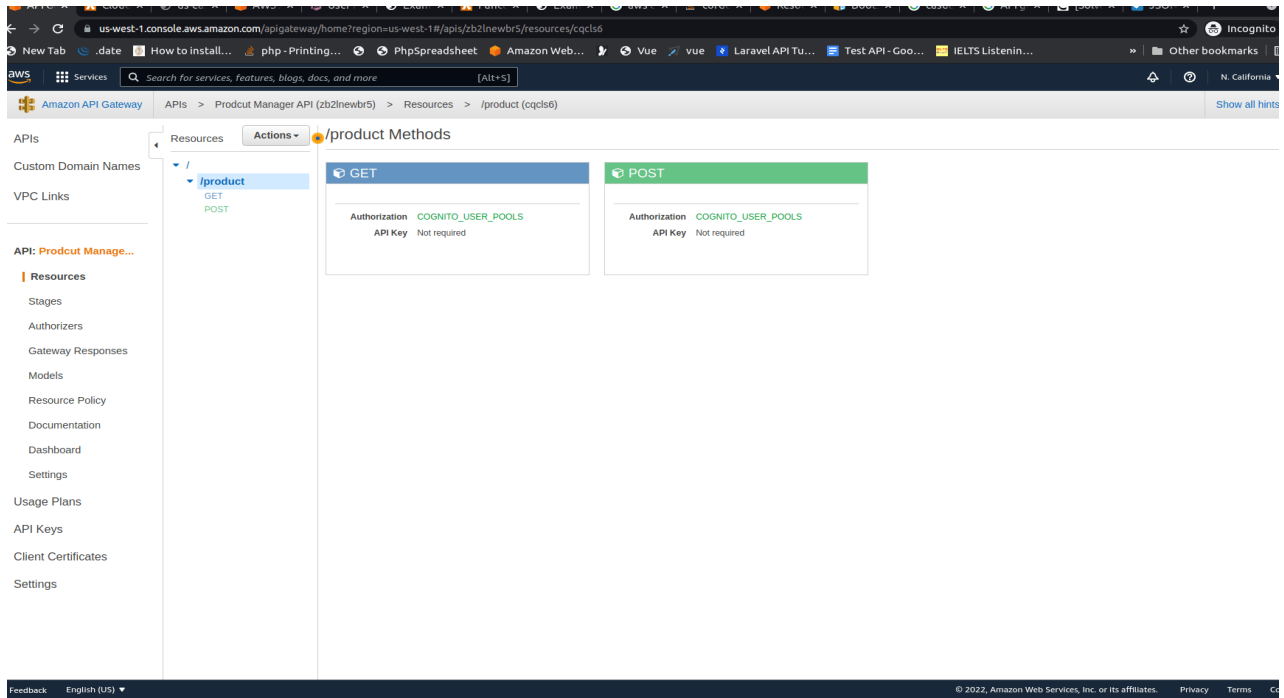 us-west-1.console.aws.amazon.com/apigateway/home?region=us-west-1#/apis/zb2lnewbr5/resources/cqcls6
Incognito
New Tab .date How to install... php - Printing... PhpSpreadsheet Amazon Web... Vue vue Laravel API Tu... Test API - Goo... IELTS Listenin... » Other bookmarks
aws Services Search for services, features, blogs, docs, and more [Alt+S] N. California
Amazon API Gateway APIs > Prodcut Manager API (zb2lnewbr5) > Resources > /product (cqcls6) Show all hints
APIs
Custom Domain Names
VPC Links
API: Prodcut Manage...
Resources
Stages
Authorizers
Gateway Responses
Models
Resource Policy
Documentation
Dashboard
Settings
Usage Plans
API Keys
Client Certificates
Settings
Resources Actions
/
/product
GET
POST
/product Methods
GET
Authorization COGNITO_USER_POOLS
API Key Not required
POST
Authorization COGNITO_USER_POOLS
API Key Not required
Feedback English (US) © 2022, Amazon Web Services, Inc. or its affiliates. Privacy Terms